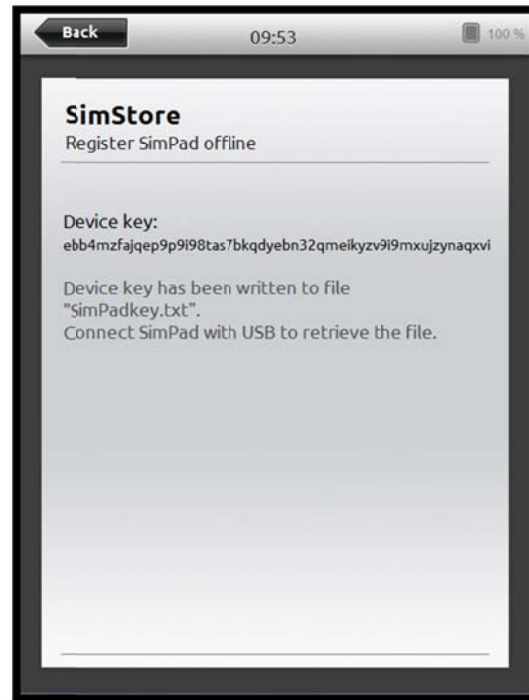 Back
09:53
100 %
SimStore
Register SimPad offline
Device key:
ebb4mzfajqep9p9i98tas7bkqdyebn32qmeikyzv9i9mxujzynaqxvi
Device key has been written to file
"SimPadkey.txt".
Connect SimPad with USB to retrieve the file.